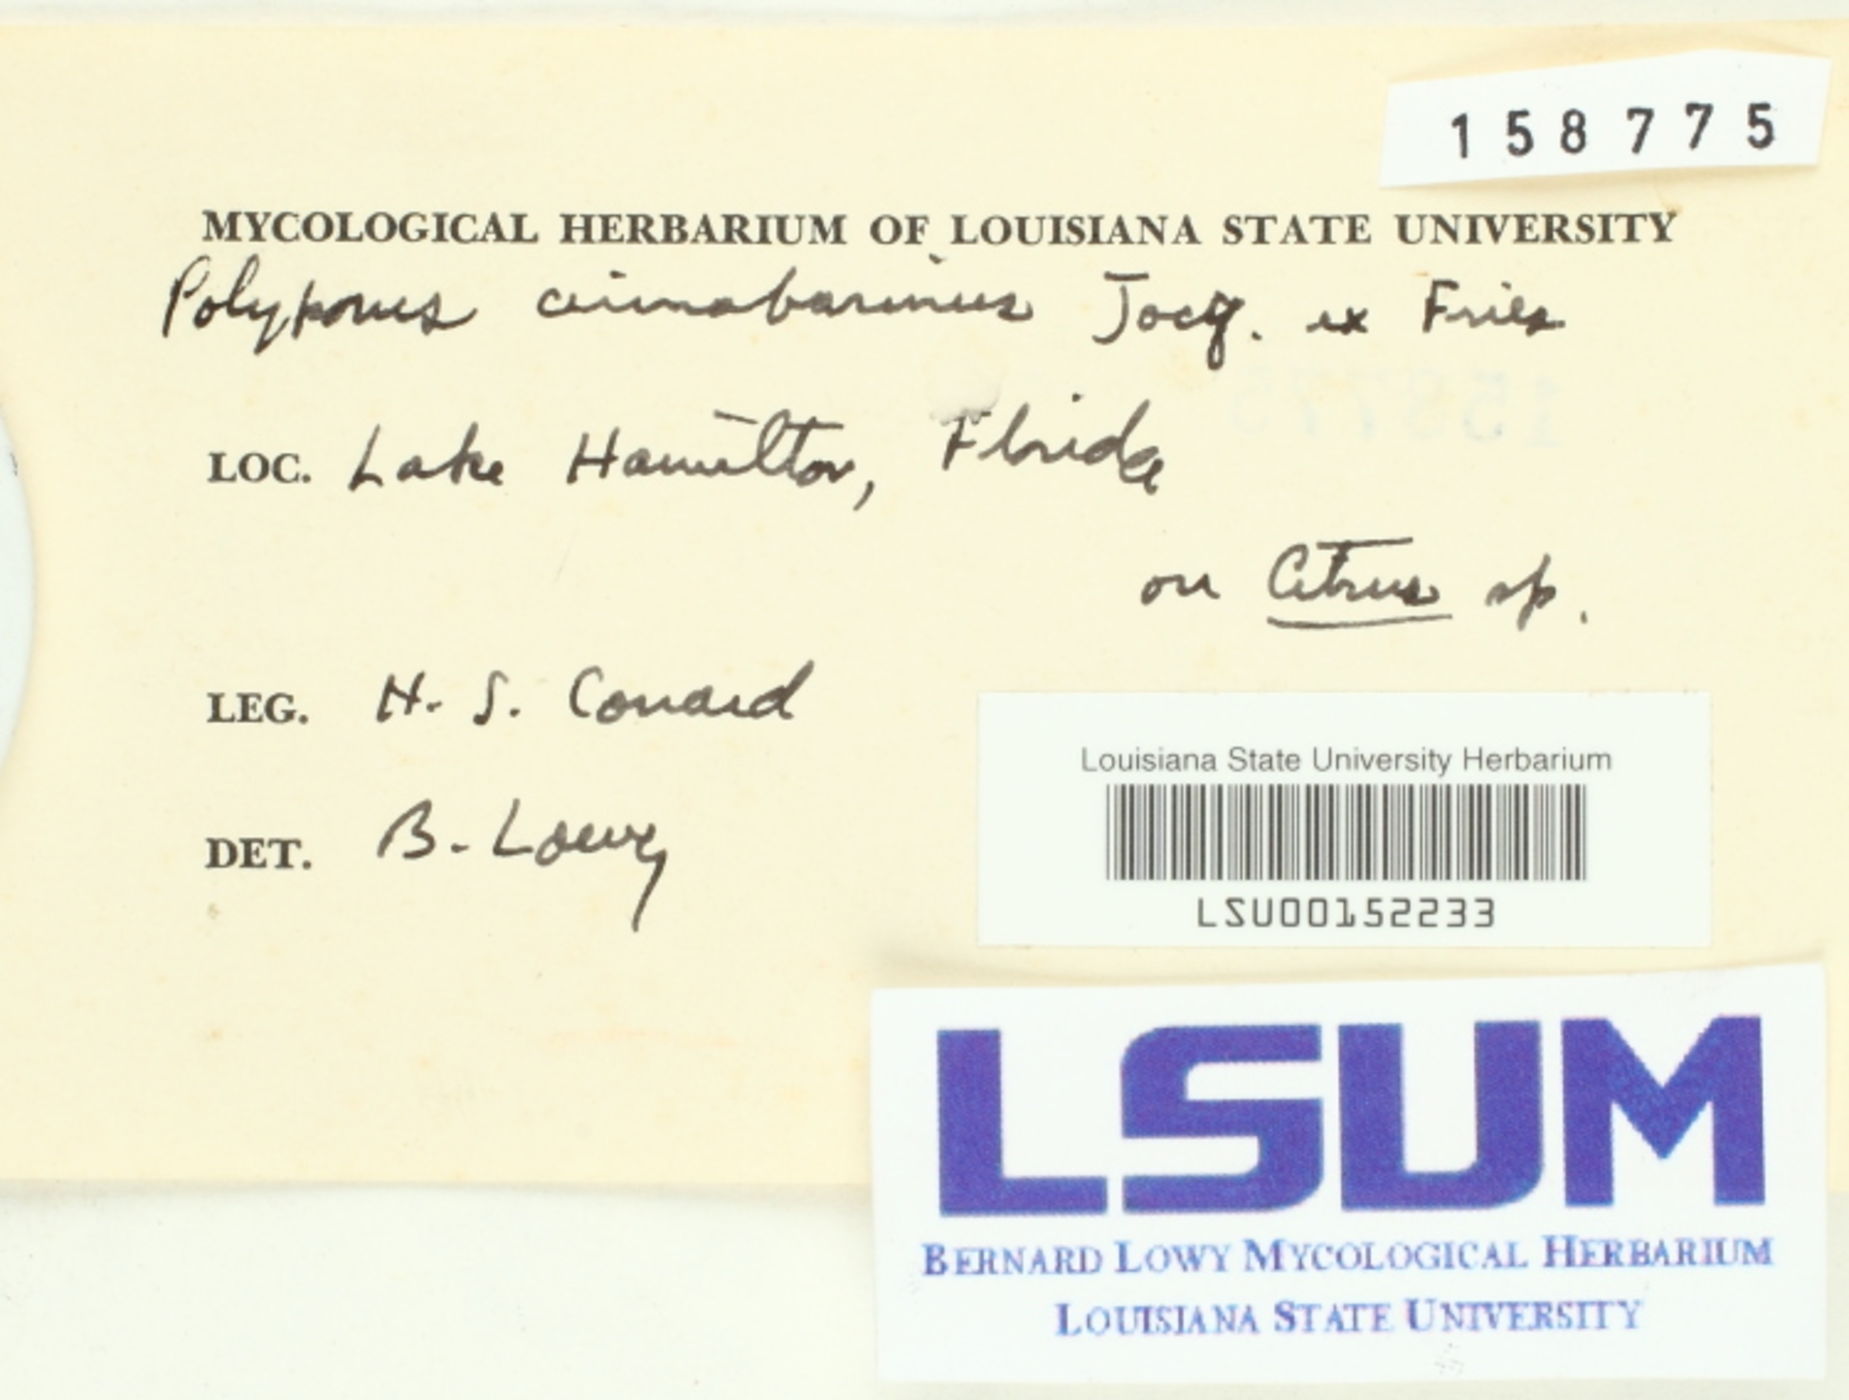 158775
MYCOLOGICAL HERBARIUM OF LOUISIANA STATE UNIVERSITY
Polyporus cinnabarinus Jacq. ex Fries
LOC. Lake Hamilton, Florida
on Citrus sp.
LEG. H. S. Conard
DET. B. Lowy
Louisiana State University Herbarium
LSU00152233
LSUM
BERNARD LOWY MYCOLOGICAL HERBARIUM
LOUISIANA STATE UNIVERSITY